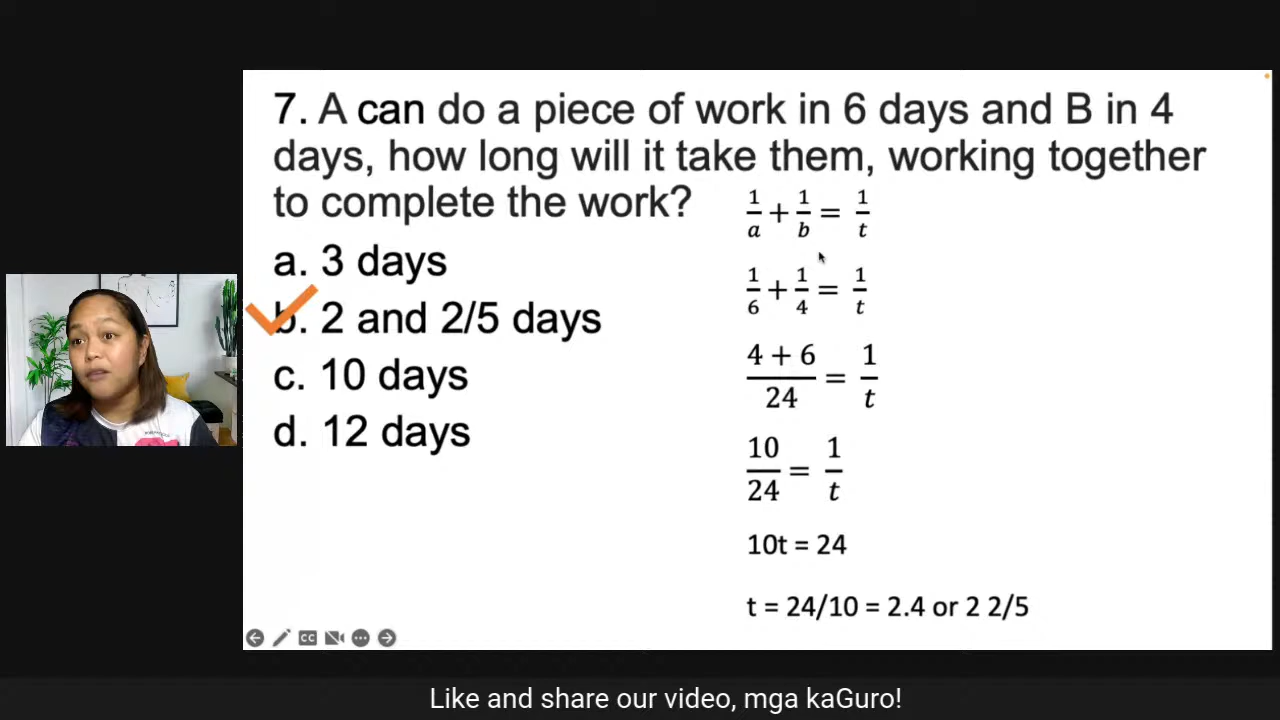 7. A can do a piece of work in 6 days and B in 4
days, how long will it take them, working together
to complete the work?
a. 3 days
b. 2 and 2/5 days
c. 10 days
d. 12 days
1/a + 1/b = 1/t
1/6 + 1/4 = 1/t
4 + 6/24 = 1/t
10/24 = 1/t
10t = 24
t = 24/10 = 2.4 or 2 2/5
CC
Like and share our video, mga kaGuro!